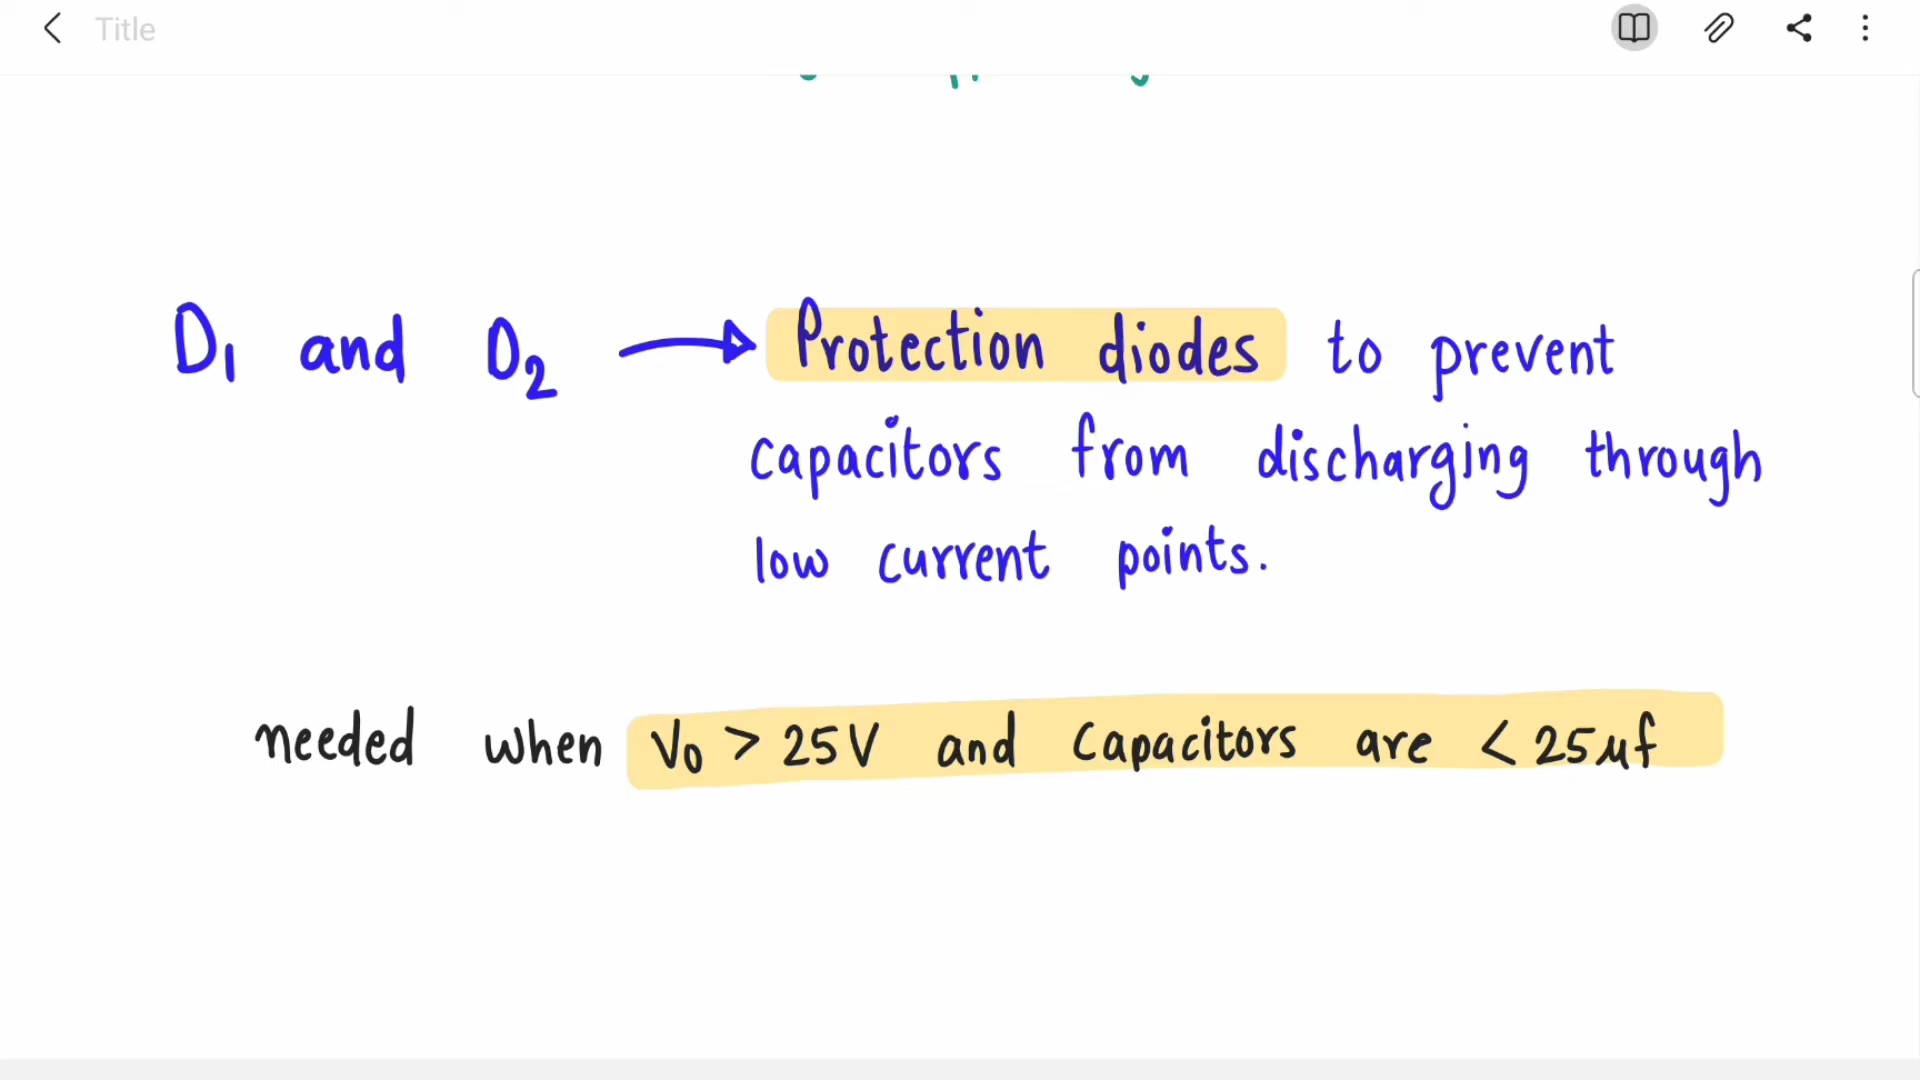 Title
D1 and D2 → Protection diodes to prevent
capacitors from discharging through
low current points.
needed when Vo > 25V and Capacitors are < 25µf